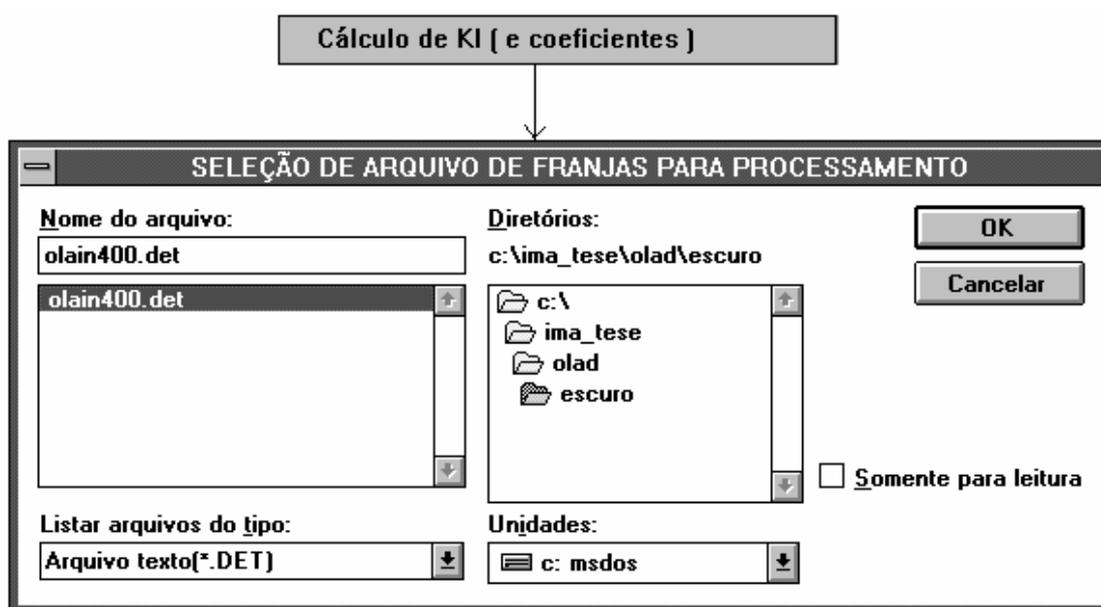 Cálculo de KI ( e coeficientes )
SELEÇÃO DE ARQUIVO DE FRANJAS PARA PROCESSAMENTO
Nome do arquivo:
olain400.det
olain400.det
Listar arquivos do tipo:
Arquivo texto(*.DET)
Diretórios:
c:\ima_tese\olad\escuro
c:\
ima_tese
olad
escuro
Unidades:
c: msdos
OK
Cancelar
Somente para leitura